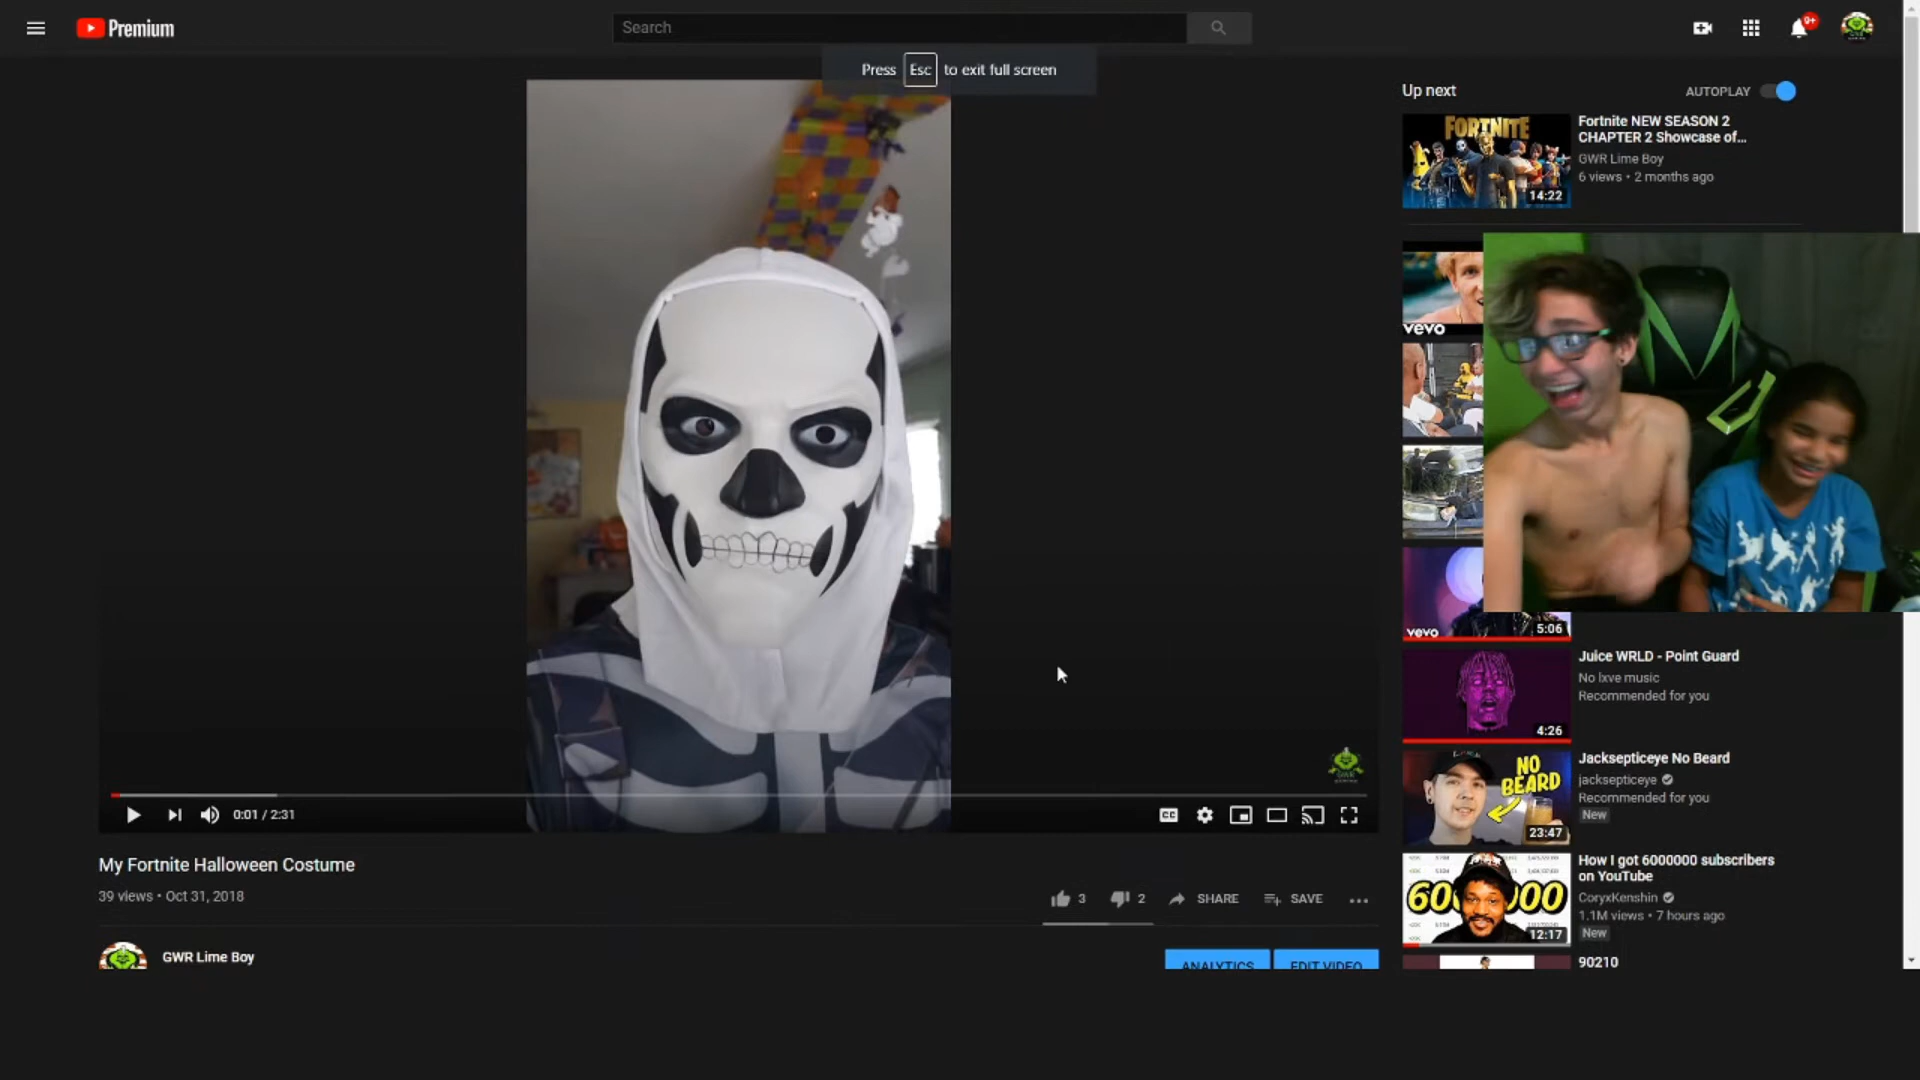 Premium
Search
9+
Press Esc to exit full screen
Up next
AUTOPLAY
FORTNITE
14:22
Fortnite NEW SEASON 2
CHAPTER 2 Showcase of...
GWR Lime Boy
6 views • 2 months ago
vevo
vevo
5:06
Juice WRLD - Point Guard
No lxve music
Recommended for you
4:26
NO
BEARD
23:47
Jacksepticeye No Beard
jacksepticeye
Recommended for you
New
12:17
How I got 6000000 subscribers
on YouTube
CoryxKenshin
1.1M views • 7 hours ago
New
90210
GWR
0:01 / 2:31
CC
My Fortnite Halloween Costume
39 views • Oct 31, 2018
3
2
SHARE
SAVE
GWR Lime Boy
ANALYTICS
EDIT VIDEO